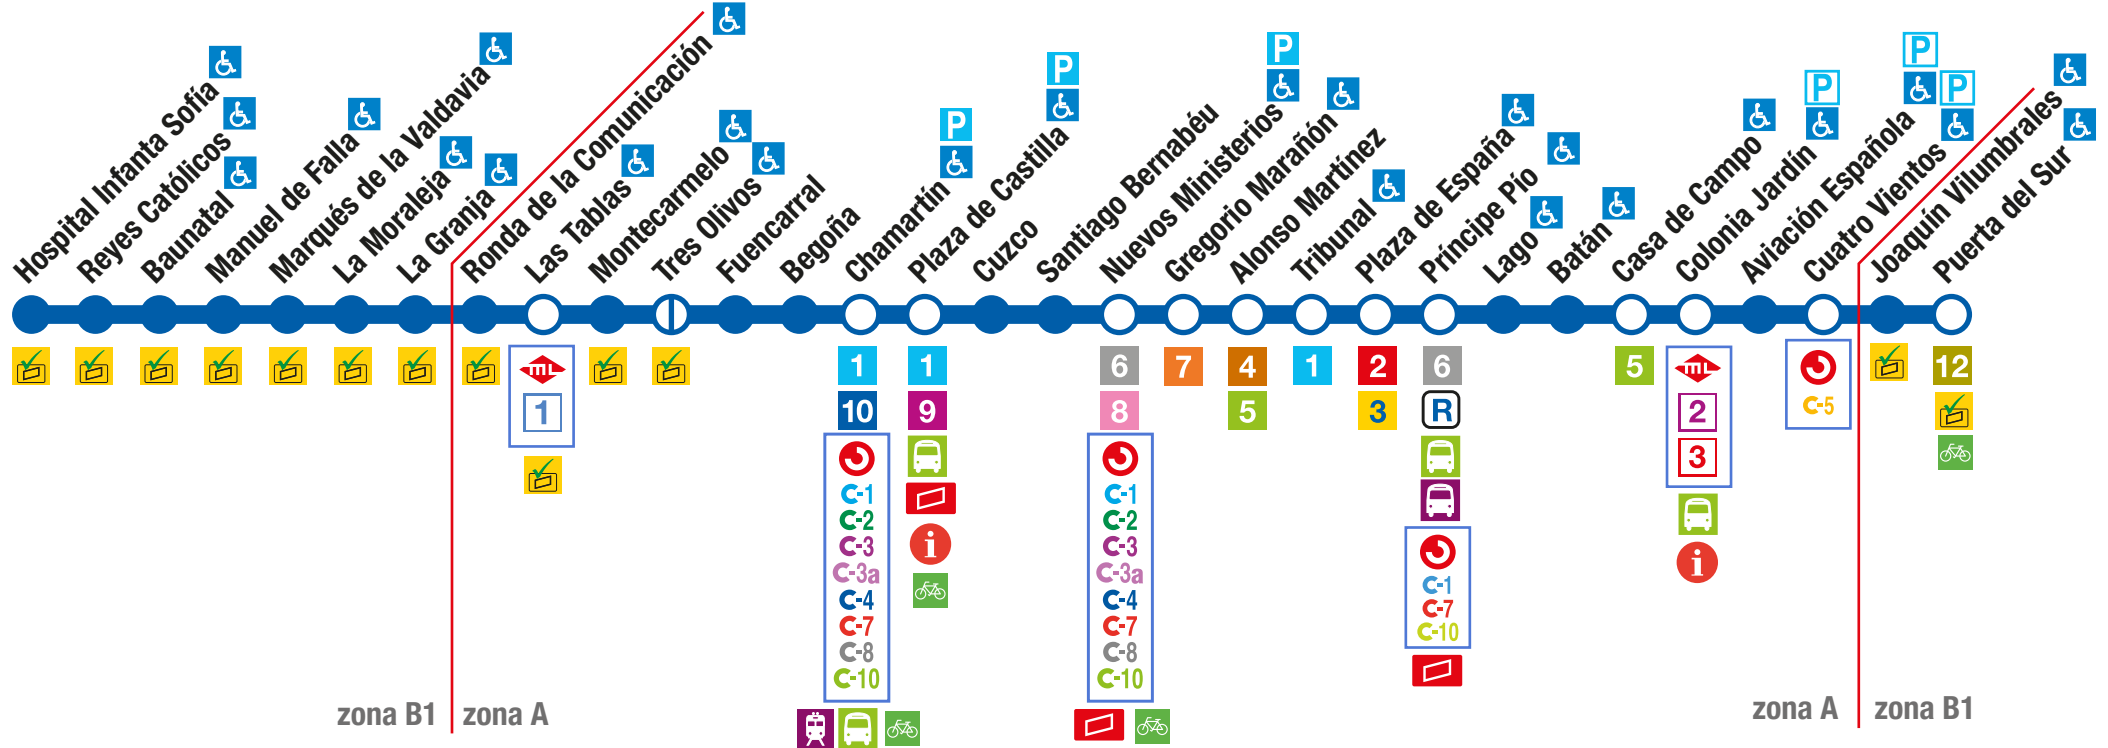 Hospital Infanta Sofía
Reyes Católicos
Baunatal
Manuel de Falla
Marqués de la Valdavia
La Moraleja
La Granja
Ronda de la Comunicación
Las Tablas
Montecarmelo
Tres Olivos
Fuencarral
Begoña
Chamartín
P
Plaza de Castilla
P
Cuzco
Santiago Bernabéu
Nuevos Ministerios
P
Gregorio Marañón
Alonso Martínez
Tribunal
Plaza de España
Príncipe Pío
Lago
Batán
Casa de Campo
Colonia Jardín
P
Aviación Española
P
Cuatro Vientos
P
Joaquín Vilumbrales
Puerta del Sur
mL
1
1
10
C-1
C-2
C-3
C-3a
C-4
C-7
C-8
C-10
1
9
i
6
8
C-1
C-2
C-3
C-3a
C-4
C-7
C-8
C-10
7
4
5
1
2
3
6
R
C-1
C-7
C-10
5
mL
2
3
i
C-5
12
zona B1
zona A
zona A
zona B1